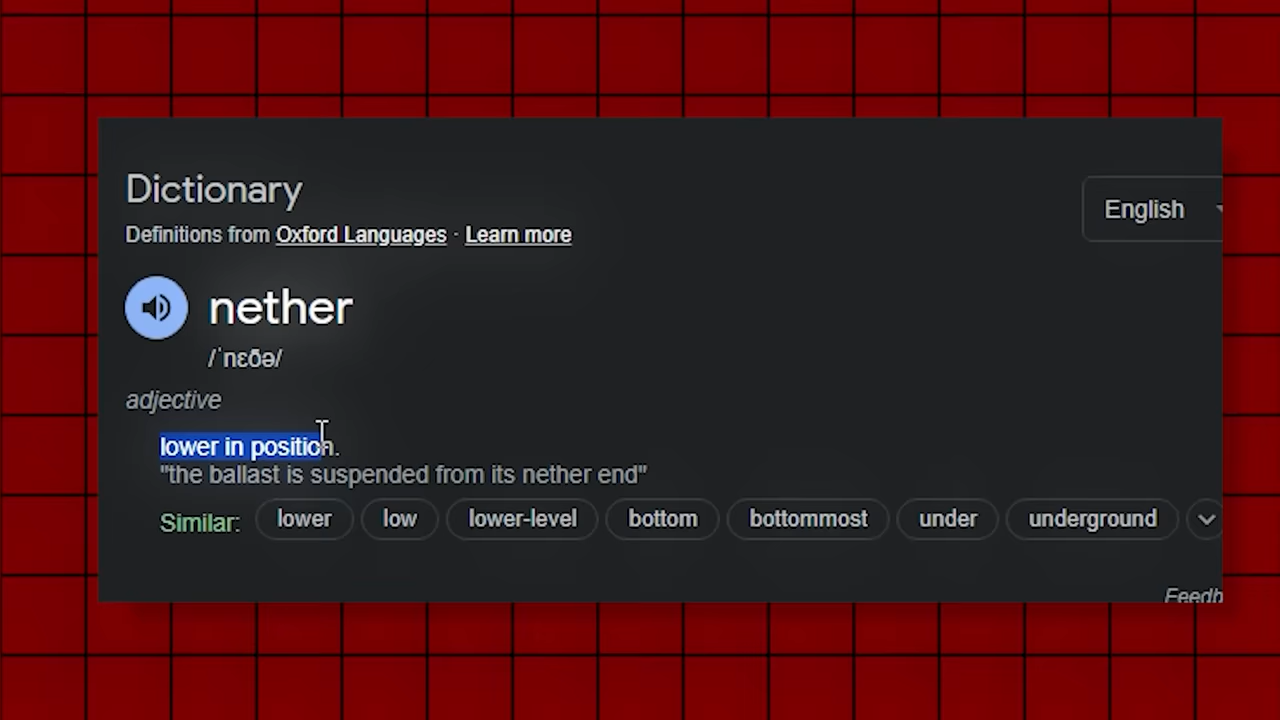 Dictionary
English
Definitions from Oxford Languages · Learn more
nether
/ˈnɛðə/
adjective
lower in position.
"the ballast is suspended from its nether end"
Similar: lower low lower-level bottom bottommost under underground
Feedb